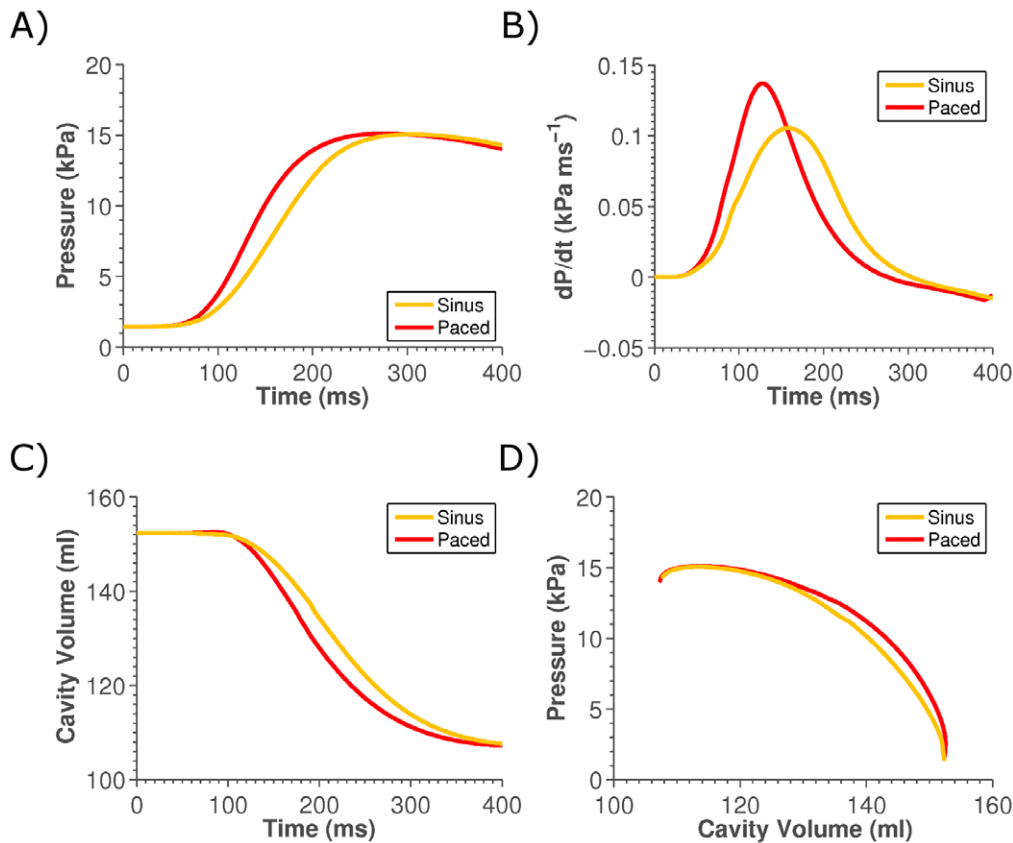 A)
20
15
10
5
0
Pressure (kPa)
Sinus
Paced
0 100 200 300 400
Time (ms)
B)
0.15
0.10
0.05
0
−0.05
dP/dt (kPa ms⁻¹)
Sinus
Paced
0 100 200 300 400
Time (ms)
C)
160
140
120
100
Cavity Volume (ml)
Sinus
Paced
0 100 200 300 400
Time (ms)
D)
20
15
10
5
0
Pressure (kPa)
Sinus
Paced
100 120 140 160
Cavity Volume (ml)